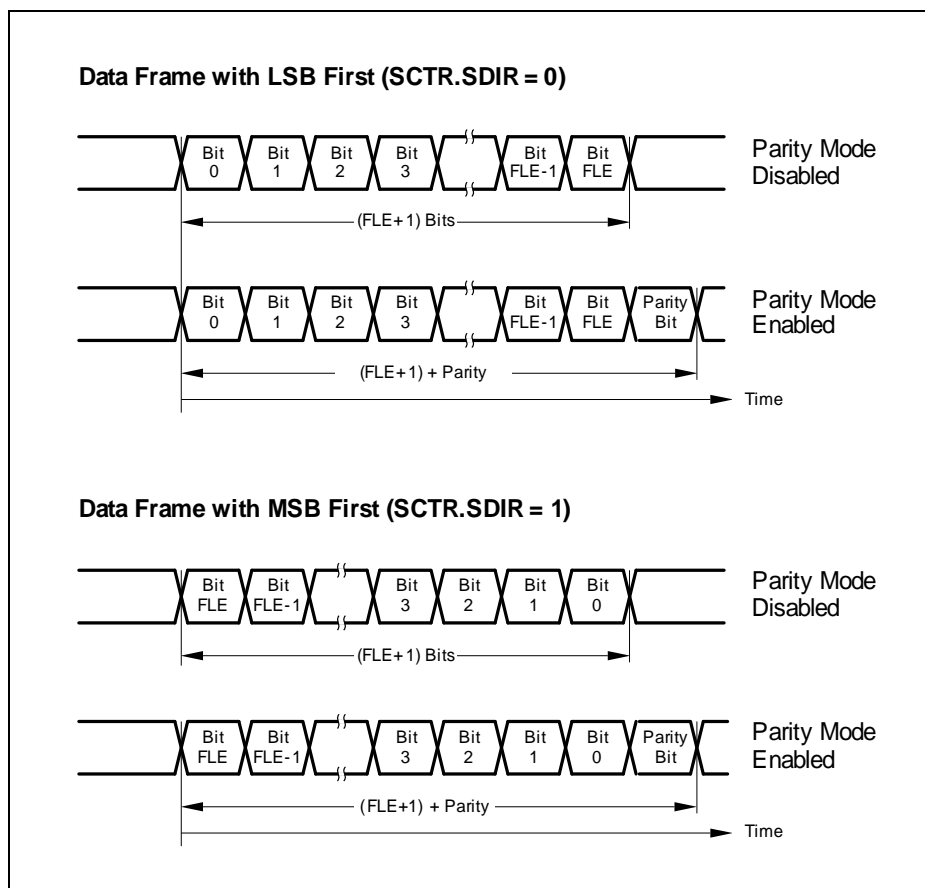 Data Frame with LSB First (SCTR.SDIR = 0)
Bit 0 Bit 1 Bit 2 Bit 3 Bit FLE-1 Bit FLE Parity Mode Disabled
(FLE+1) Bits
Bit 0 Bit 1 Bit 2 Bit 3 Bit FLE-1 Bit FLE Parity Bit Parity Mode Enabled
(FLE+1) + Parity
Time
Data Frame with MSB First (SCTR.SDIR = 1)
Bit FLE Bit FLE-1 Bit 3 Bit 2 Bit 1 Bit 0 Parity Mode Disabled
(FLE+1) Bits
Bit FLE Bit FLE-1 Bit 3 Bit 2 Bit 1 Bit 0 Parity Bit Parity Mode Enabled
(FLE+1) + Parity
Time